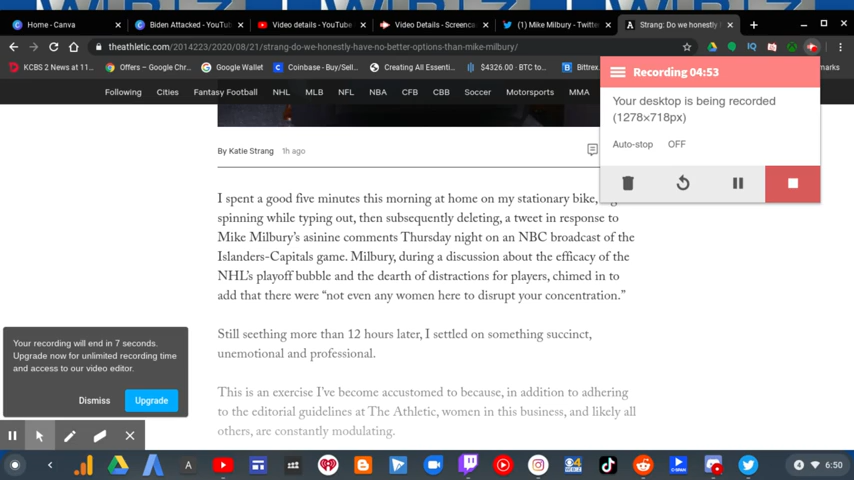 Home - Canva
Biden Attacked - YouTu
Video details - YouTube
Video Details - Screenca
(1) Mike Milbury - Twitte
Strang: Do we honestly h
theathletic.com/2014223/2020/08/21/strang-do-we-honestly-have-no-better-options-than-mike-milbury/
KCBS 2 News at 11...
Offers – Google Chr...
Google Wallet
Coinbase - Buy/Sell...
Creating All Essenti...
$4326.00 - BTC to...
Bittrex
marks
Following
Cities
Fantasy Football
NHL
MLB
NFL
NBA
CFB
CBB
Soccer
Motorsports
MMA
Recording 04:53
Your desktop is being recorded
(1278×718px)
Auto-stop OFF
By Katie Strang 1h ago
I spent a good five minutes this morning at home on my stationary bike,
spinning while typing out, then subsequently deleting, a tweet in response to
Mike Milbury’s asinine comments Thursday night on an NBC broadcast of the
Islanders-Capitals game. Milbury, during a discussion about the efficacy of the
NHL’s playoff bubble and the dearth of distractions for players, chimed in to
add that there were “not even any women here to disrupt your concentration.”
Still seething more than 12 hours later, I settled on something succinct,
unemotional and professional.
This is an exercise I’ve become accustomed to because, in addition to adhering
to the editorial guidelines at The Athletic, women in this business, and likely all
others, are constantly modulating.
Your recording will end in 7 seconds.
Upgrade now for unlimited recording time
and access to our video editor.
Dismiss
Upgrade
4
6:50